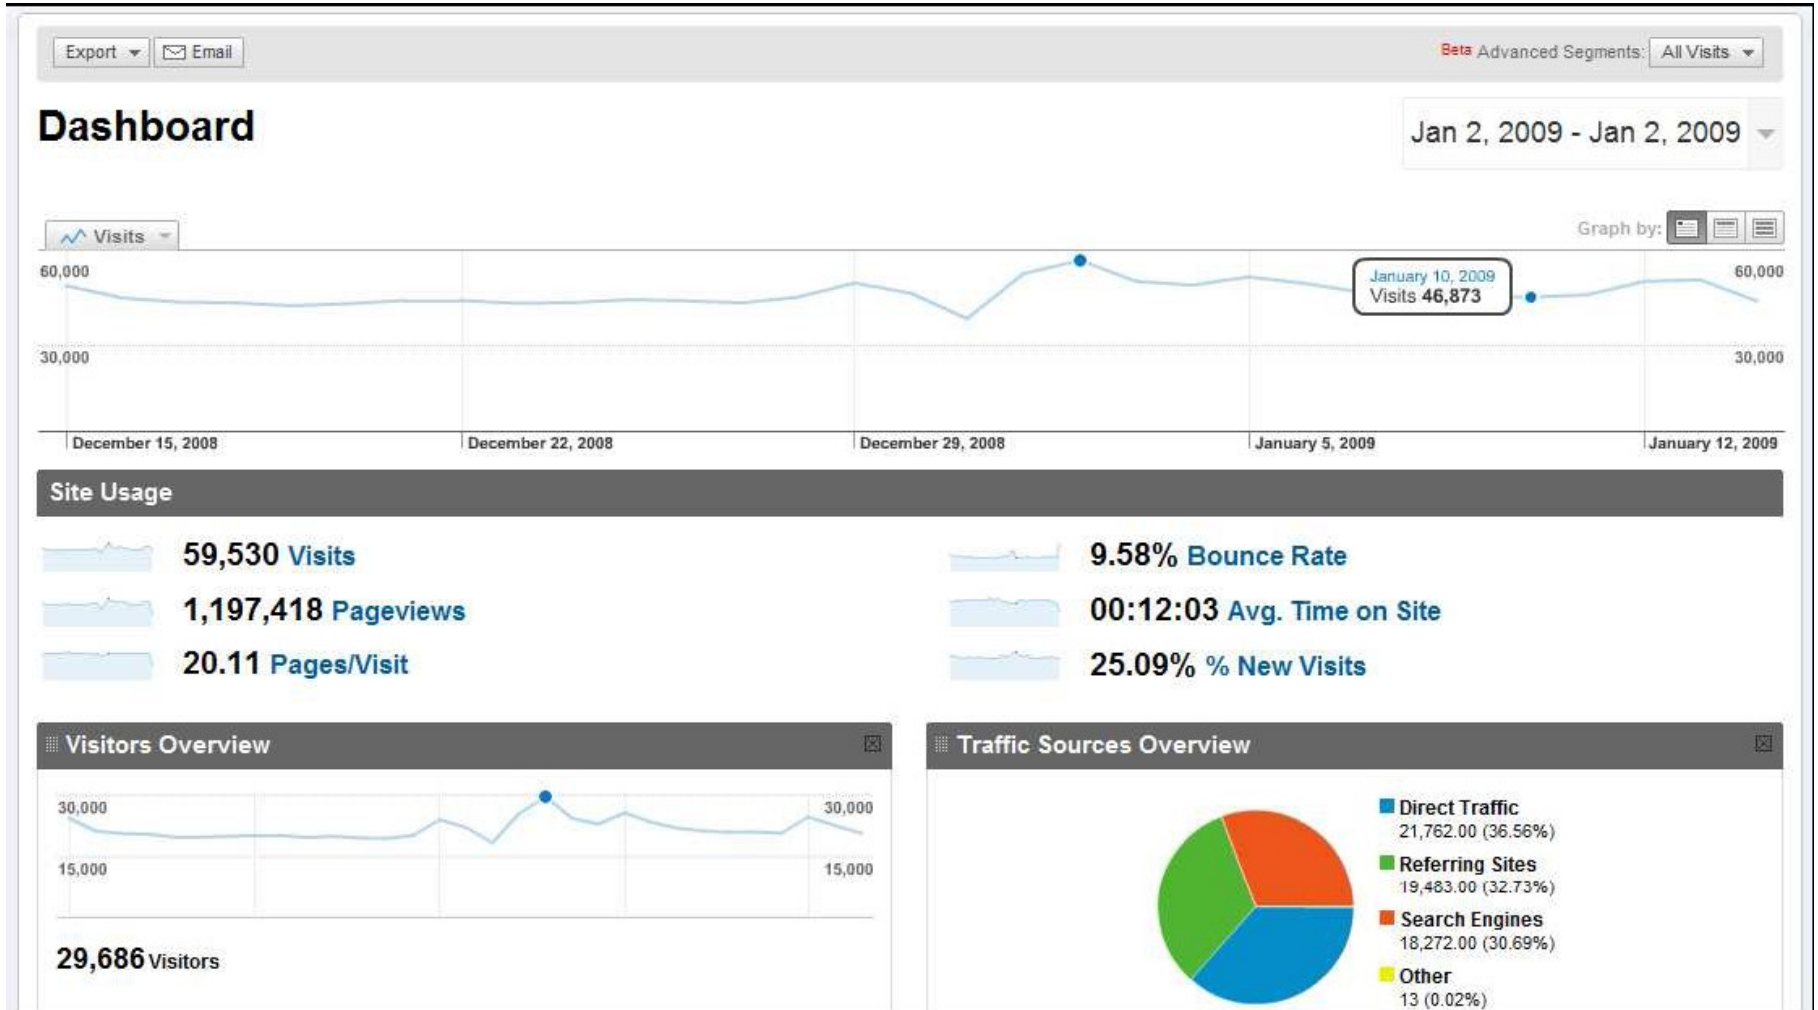 Export
Email
Beta Advanced Segments: All Visits
Dashboard
Jan 2, 2009 - Jan 2, 2009
Visits
Graph by:
60,000
60,000
January 10, 2009
Visits 46,873
30,000
30,000
December 15, 2008
December 22, 2008
December 29, 2008
January 5, 2009
January 12, 2009
Site Usage
59,530 Visits
1,197,418 Pageviews
20.11 Pages/Visit
9.58% Bounce Rate
00:12:03 Avg. Time on Site
25.09% % New Visits
Visitors Overview
30,000
30,000
15,000
15,000
29,686 Visitors
Traffic Sources Overview
Direct Traffic
21,762.00 (36.56%)
Referring Sites
19,483.00 (32.73%)
Search Engines
18,272.00 (30.69%)
Other
13 (0.02%)